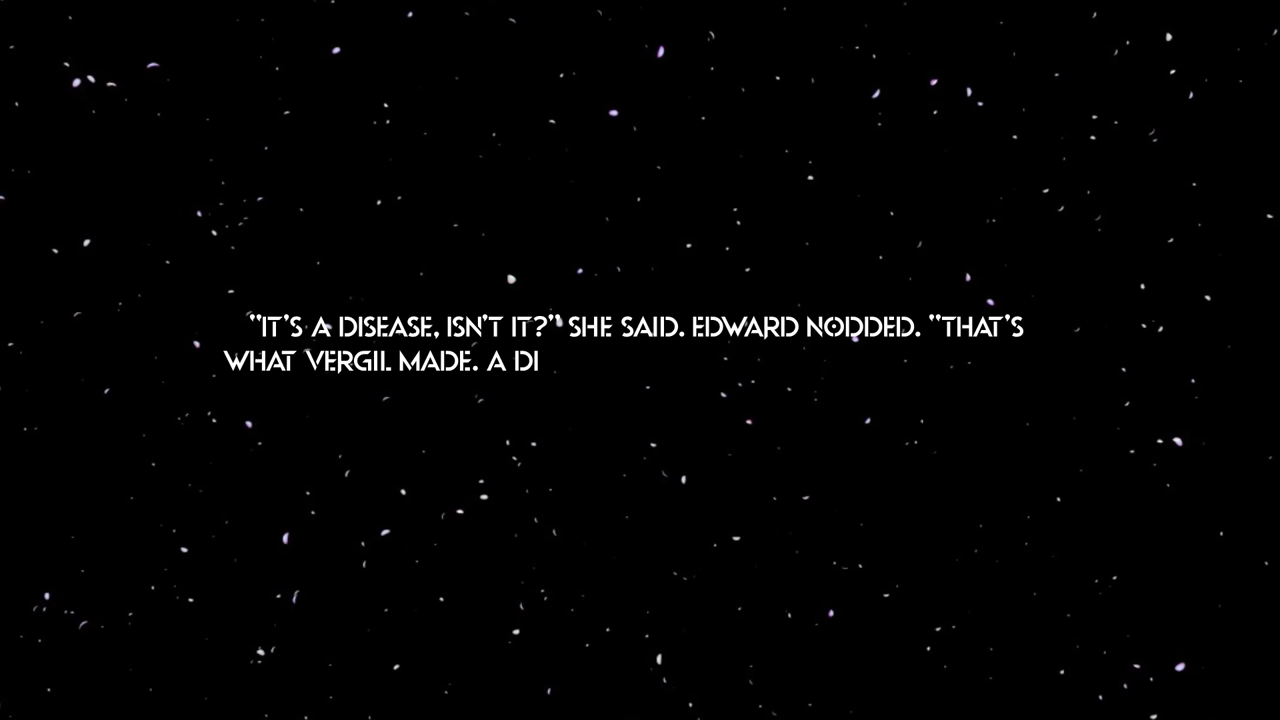 "IT'S A DISEASE, ISN'T IT?" SHE SAID. EDWARD NODDED. "THAT'S
WHAT VERGIL MADE. A DI